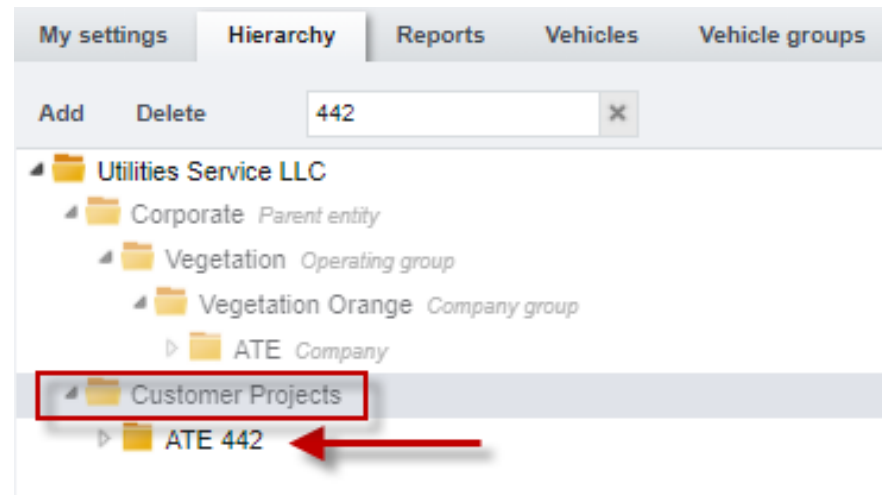 My settings Hierarchy Reports Vehicles Vehicle groups
Add Delete 442
Utilities Service LLC
Corporate Parent entity
Vegetation Operating group
Vegetation Orange Company group
ATE Company
Customer Projects
ATE 442